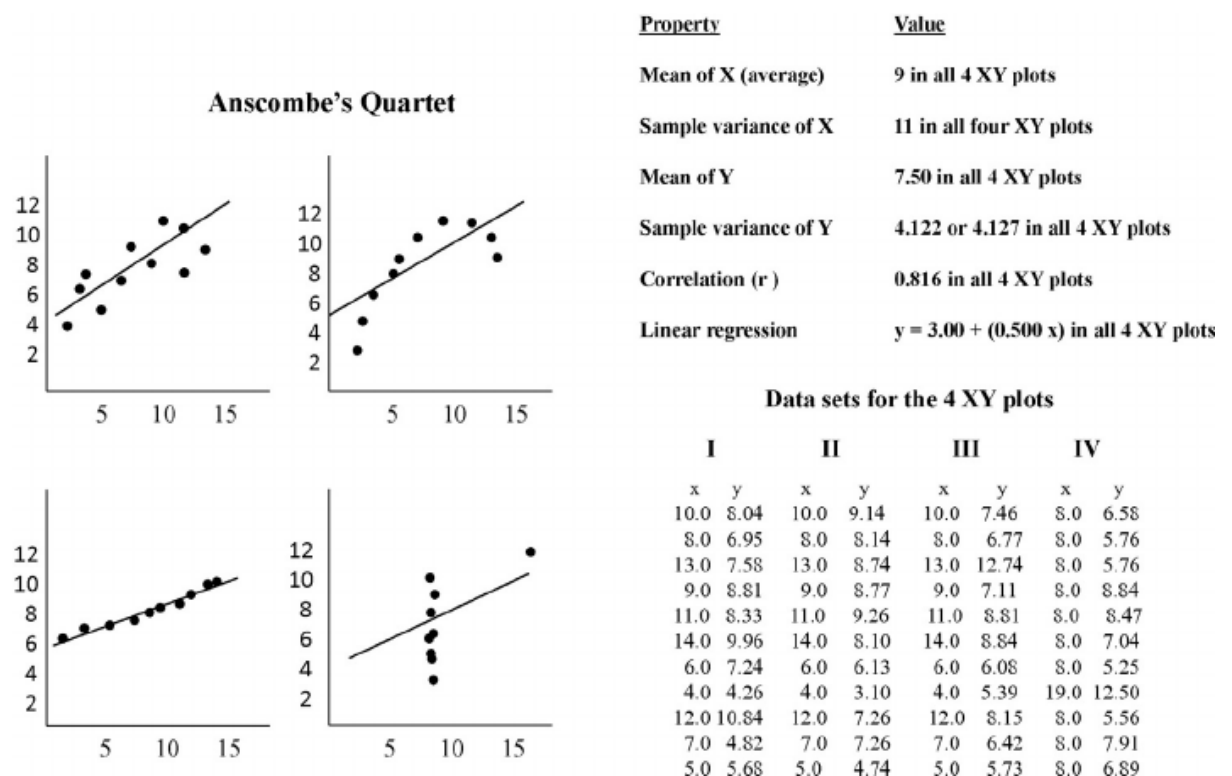 Anscombe's Quartet
12
10
8
6
4
2
5 10 15
12
10
8
6
4
2
5 10 15
12
10
8
6
4
2
5 10 15
12
10
8
6
4
2
5 10 15
Property Value
Mean of X (average) 9 in all 4 XY plots
Sample variance of X 11 in all four XY plots
Mean of Y 7.50 in all 4 XY plots
Sample variance of Y 4.122 or 4.127 in all 4 XY plots
Correlation (r ) 0.816 in all 4 XY plots
Linear regression y = 3.00 + (0.500 x) in all 4 XY plots
Data sets for the 4 XY plots
I II III IV
x y x y x y x y
10.0 8.04 10.0 9.14 10.0 7.46 8.0 6.58
8.0 6.95 8.0 8.14 8.0 6.77 8.0 5.76
13.0 7.58 13.0 8.74 13.0 12.74 8.0 5.76
9.0 8.81 9.0 8.77 9.0 7.11 8.0 8.84
11.0 8.33 11.0 9.26 11.0 8.81 8.0 8.47
14.0 9.96 14.0 8.10 14.0 8.84 8.0 7.04
6.0 7.24 6.0 6.13 6.0 6.08 8.0 5.25
4.0 4.26 4.0 3.10 4.0 5.39 19.0 12.50
12.0 10.84 12.0 7.26 12.0 8.15 8.0 5.56
7.0 4.82 7.0 7.26 7.0 6.42 8.0 7.91
5.0 5.68 5.0 4.74 5.0 5.73 8.0 6.89